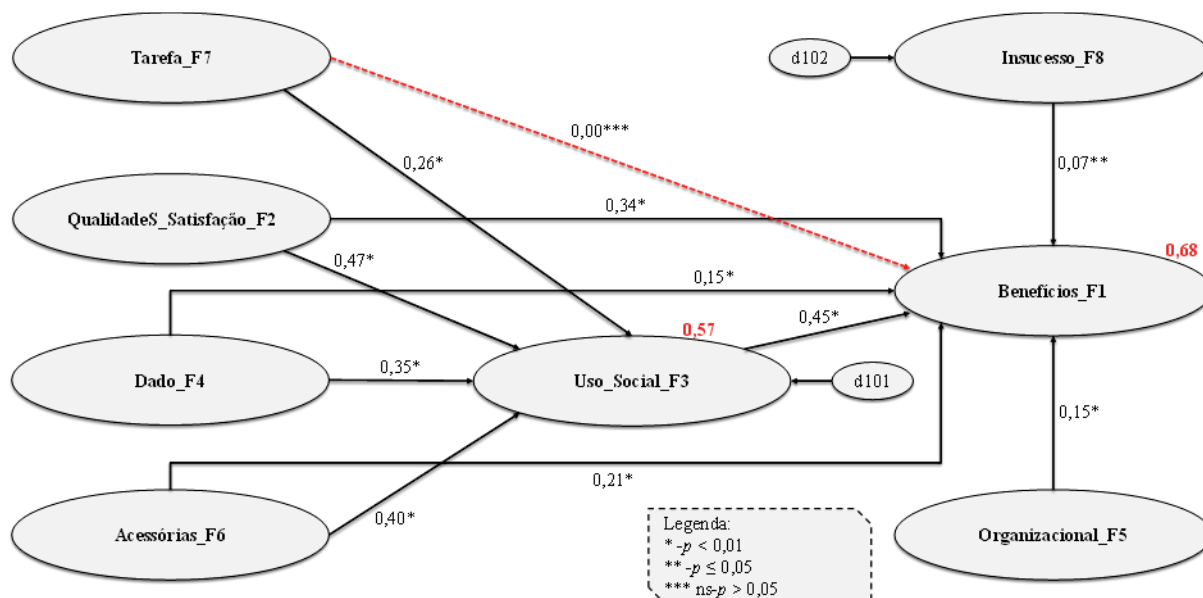 Tarefa_F7
d102
Insucesso_F8
0,00***
0,26*
0,07**
QualidadeS_Satisfação_F2
0,34*
0,47*
0,68
0,15*
Benefícios_F1
0,57
0,45*
Dado_F4
0,35*
Uso_Social_F3
d101
0,15*
0,21*
0,40*
Acessórias_F6
Organizacional_F5
Legenda:
* -p < 0,01
** -p ≤ 0,05
*** ns-p > 0,05